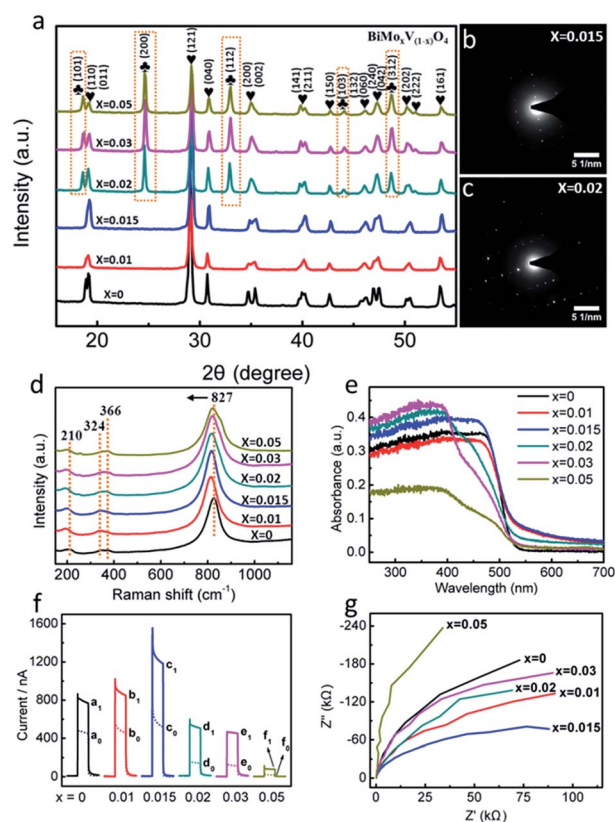 a
BiMoxV(1-x)O4
(101)
(110)
(011)
(200)
(121)
(040)
(112)
(200)
(002)
(141)
(211)
(150)
(103)
(132)
(060)
(240)
(042)
(312)
(202)
(222)
(161)
X=0.05
X=0.03
X=0.02
X=0.015
X=0.01
X=0
Intensity (a.u.)
20 30 40 50
2θ (degree)
b
X=0.015
5 1/nm
c
X=0.02
5 1/nm
d
210
324
366
827
X=0.05
X=0.03
X=0.02
X=0.015
X=0.01
X=0
Intensity (a.u.)
200 400 600 800 1000
Raman shift (cm-1)
e
x=0
x=0.01
x=0.015
x=0.02
x=0.03
x=0.05
Absorbance (a.u.)
0.4
0.3
0.2
0.1
0.0
300 400 500 600 700
Wavelength (nm)
f
Current / nA
1600
1200
800
400
0
a1
a0
b1
b0
c1
c0
d1
d0
e1
e0
f1
f0
x = 0 0.01 0.015 0.02 0.03 0.05
g
Z'' (kΩ)
-240
-180
-120
-60
0
x=0.05
x=0
x=0.03
x=0.02
x=0.01
x=0.015
0 25 50 75 100
Z' (kΩ)